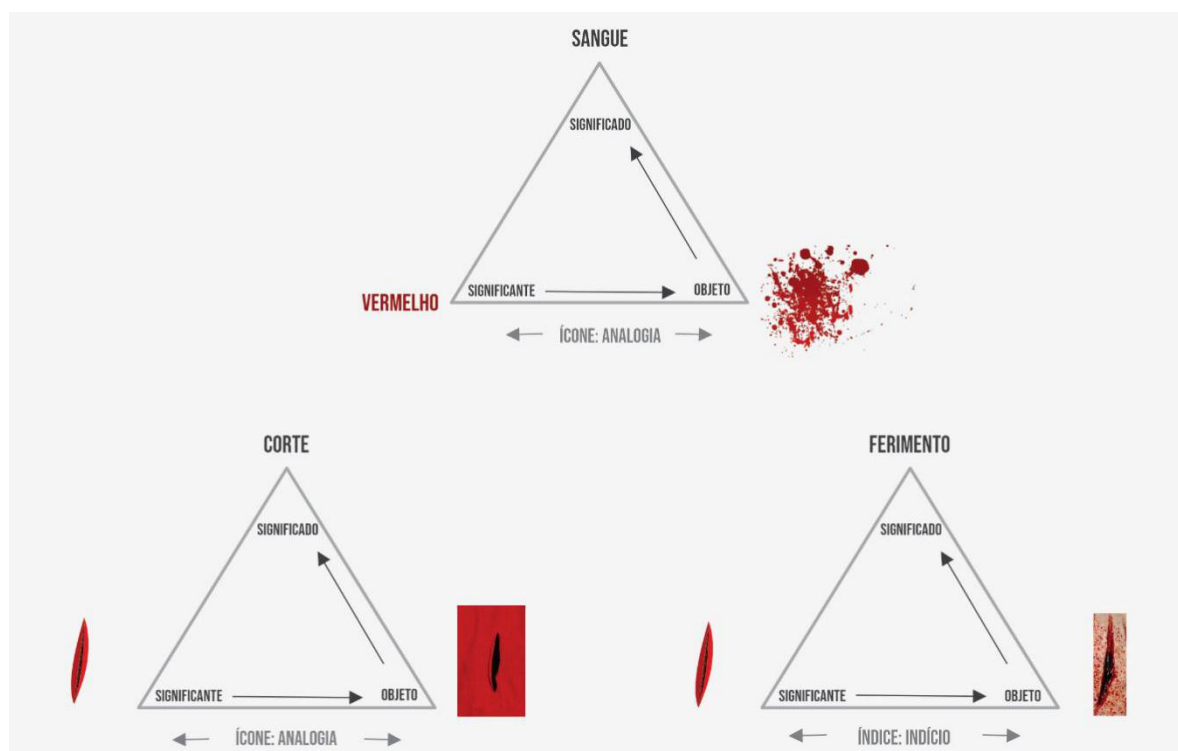 SANGUE
SIGNIFICADO
VERMELHO
SIGNIFICANTE
OBJETO
ÍCONE: ANALOGIA
CORTE
SIGNIFICADO
SIGNIFICANTE
OBJETO
ÍCONE: ANALOGIA
FERIMENTO
SIGNIFICADO
SIGNIFICANTE
OBJETO
ÍNDICE: INDÍCIO